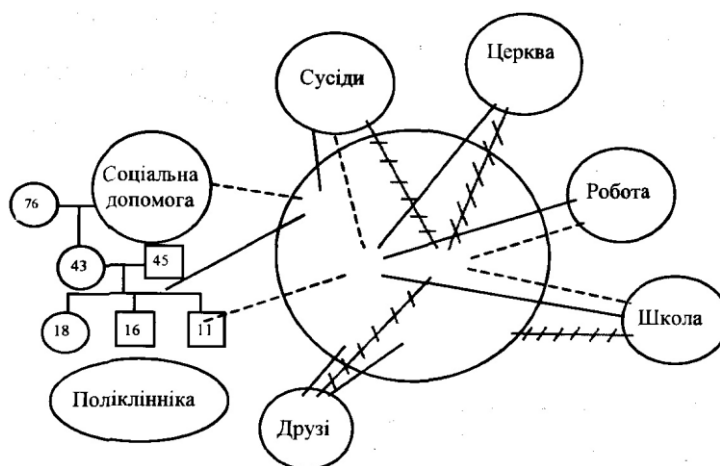 Церква
Сусіди
Соціальна
допомога
Робота
76
43
45
18
16
11
Школа
Поліклінніка
Друзі